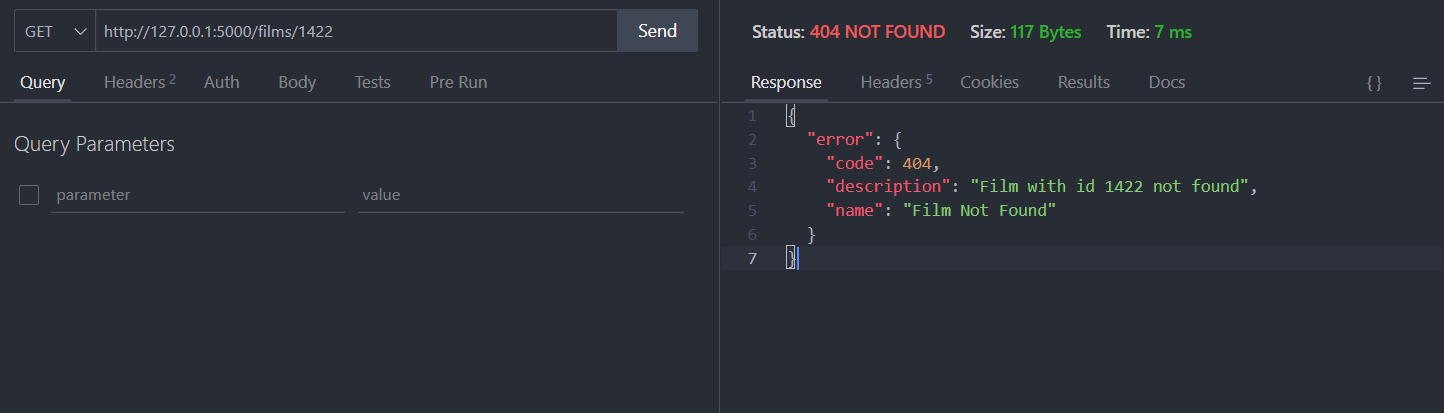 GET http://127.0.0.1:5000/films/1422 Send
Query Headers 2 Auth Body Tests Pre Run
Query Parameters
parameter value
Status: 404 NOT FOUND Size: 117 Bytes Time: 7 ms
Response Headers 5 Cookies Results Docs { }
1 {
2 "error": {
3 "code": 404,
4 "description": "Film with id 1422 not found",
5 "name": "Film Not Found"
6 }
7 }